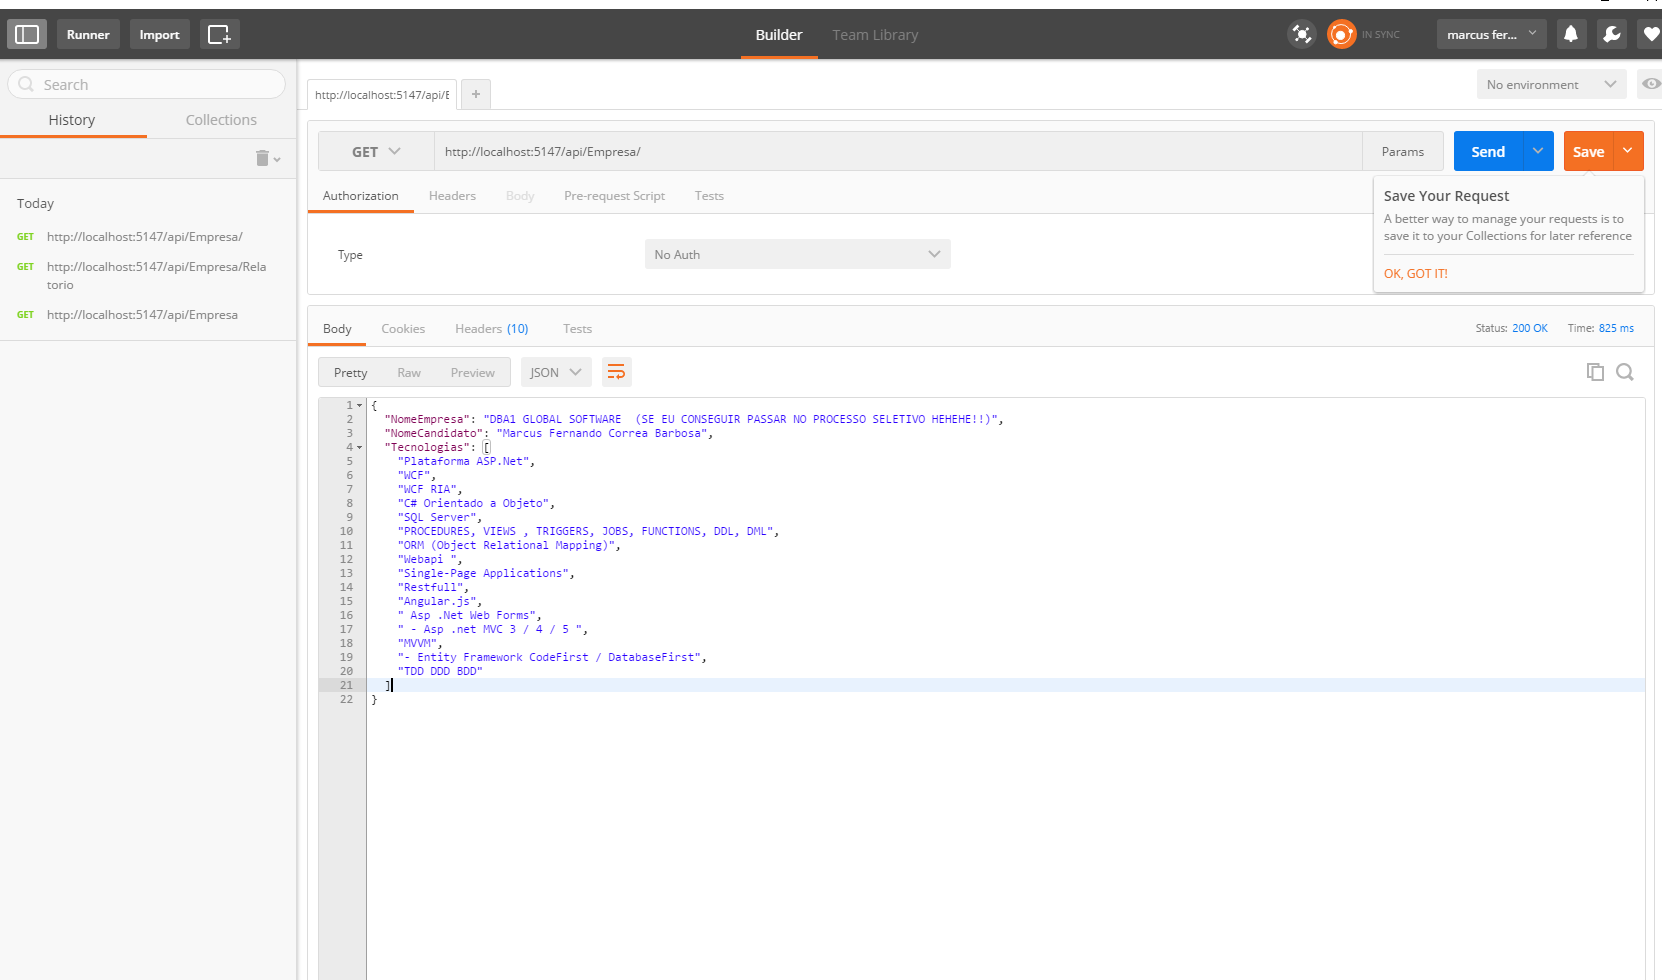 Runner
Import
Builder
Team Library
IN SYNC
marcus fer...
Search
History
Collections
http://localhost:5147/api/E
+
No environment
GET
http://localhost:5147/api/Empresa/
Params
Send
Save
Authorization
Headers
Body
Pre-request Script
Tests
Save Your Request
A better way to manage your requests is to
save it to your Collections for later reference
OK, GOT IT!
Type
No Auth
Today
GET http://localhost:5147/api/Empresa/
GET http://localhost:5147/api/Empresa/Rela
torio
GET http://localhost:5147/api/Empresa
Body
Cookies
Headers (10)
Tests
Status: 200 OK
Time: 825 ms
Pretty
Raw
Preview
JSON
1 {
2 "NomeEmpresa": "DBA1 GLOBAL SOFTWARE  (SE EU CONSEGUIR PASSAR NO PROCESSO SELETIVO HEHEHE!!)",
3 "NomeCandidato": "Marcus Fernando Correa Barbosa",
4 "Tecnologias": [
5 "Plataforma ASP.Net",
6 "WCF",
7 "WCF RIA",
8 "C# Orientado a Objeto",
9 "SQL Server",
10 "PROCEDURES, VIEWS , TRIGGERS, JOBS, FUNCTIONS, DDL, DML",
11 "ORM (Object Relational Mapping)",
12 "Webapi ",
13 "Single-Page Applications",
14 "Restfull",
15 "Angular.js",
16 " Asp .Net Web Forms",
17 " - Asp .net MVC 3 / 4 / 5 ",
18 "MVVM",
19 "- Entity Framework CodeFirst / DatabaseFirst",
20 "TDD DDD BDD"
21 ]
22 }